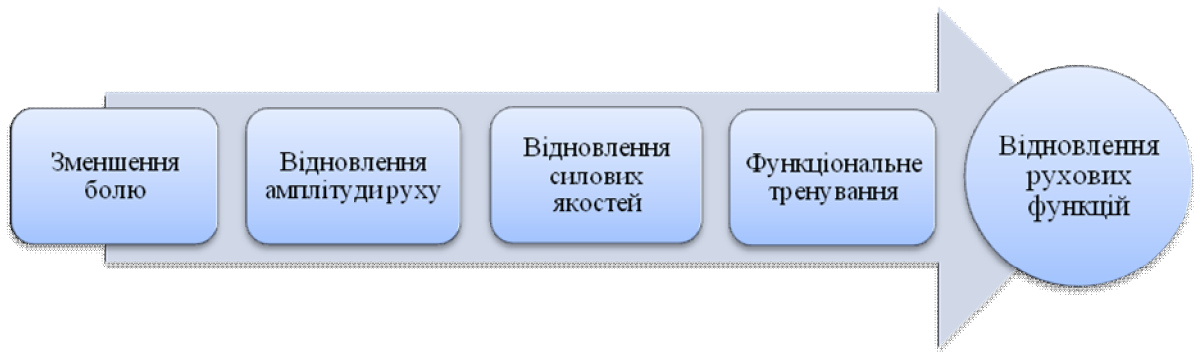 Зменшення
болю
Відновлення
амплітуди руху
Відновлення
силових
якостей
Функціональне
тренування
Відновлення
рухових
функцій